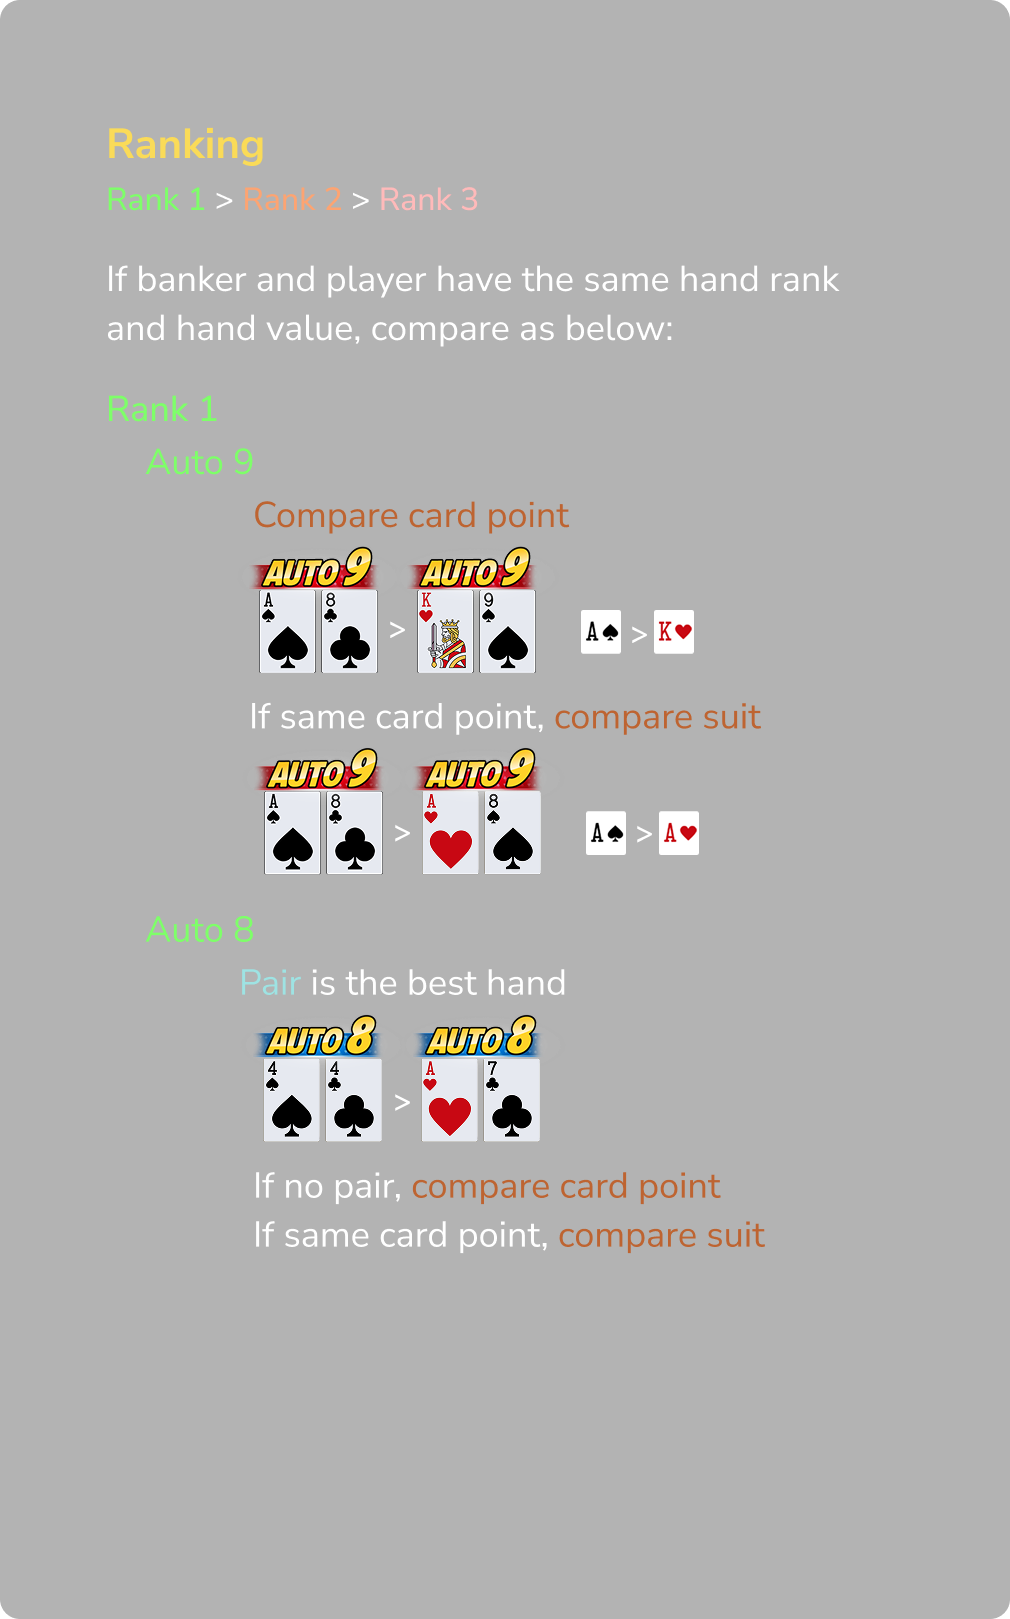 Ranking
Rank 1 > Rank 2 > Rank 3
If banker and player have the same hand rank
and hand value, compare as below:
Rank 1
Auto 9
Compare card point
AUTO 9 AUTO 9
A 8 > K 9 A > K
If same card point, compare suit
AUTO 9 AUTO 9
A 8 > A 8 A > A
Auto 8
Pair is the best hand
AUTO 8 AUTO 8
4 4 > A 7
If no pair, compare card point
If same card point, compare suit